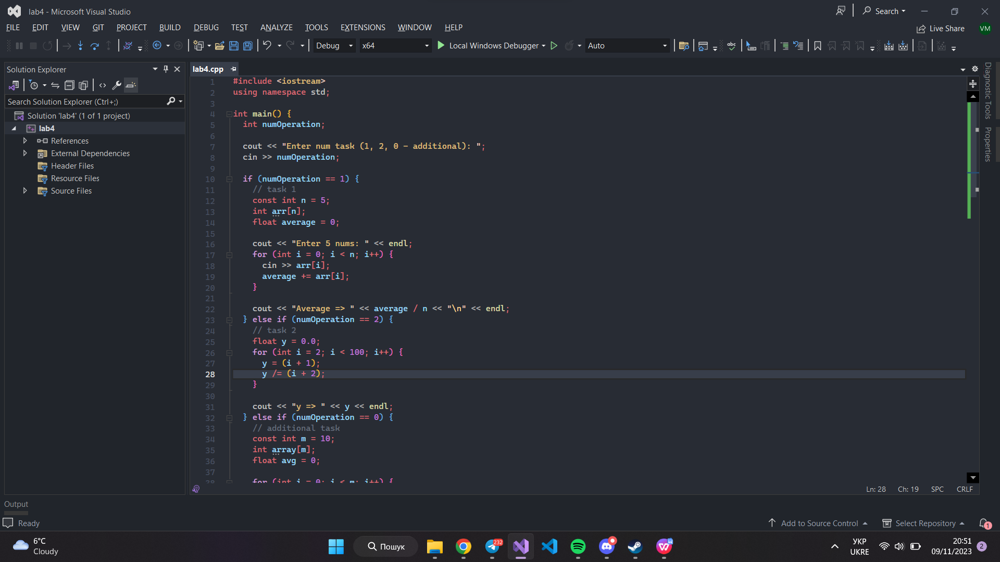 lab4 - Microsoft Visual Studio
Search
FILE EDIT VIEW GIT PROJECT BUILD DEBUG TEST ANALYZE TOOLS EXTENSIONS WINDOW HELP
Live Share
VM
Debug x64 Local Windows Debugger Auto
Solution Explorer
Search Solution Explorer (Ctrl+;)
Solution 'lab4' (1 of 1 project)
lab4
References
External Dependencies
Header Files
Resource Files
Source Files
lab4.cpp
1 #include <iostream>
2 using namespace std;
3
4 int main() {
5 int numOperation;
6
7 cout << "Enter num task (1, 2, 0 - additional): ";
8 cin >> numOperation;
9
10 if (numOperation == 1) {
11 // task 1
12 const int n = 5;
13 int arr[n];
14 float average = 0;
15
16 cout << "Enter 5 nums: " << endl;
17 for (int i = 0; i < n; i++) {
18 cin >> arr[i];
19 average += arr[i];
20 }
21
22 cout << "Average => " << average / n << "\n" << endl;
23 } else if (numOperation == 2) {
24 // task 2
25 float y = 0.0;
26 for (int i = 2; i < 100; i++) {
27 y = (i + 1);
28 y /= (i + 2);
29 }
30
31 cout << "y => " << y << endl;
32 } else if (numOperation == 0) {
33 // additional task
34 const int m = 10;
35 int array[m];
36 float avg = 0;
37
38 for (int i = 0; i < m; i++) {
Diagnostic Tools
Properties
Ln: 28 Ch: 19 SPC CRLF
Output
Ready
Add to Source Control
Select Repository
1
6°C
Cloudy
Пошук
232
УКР
UKRE
20:51
09/11/2023
2